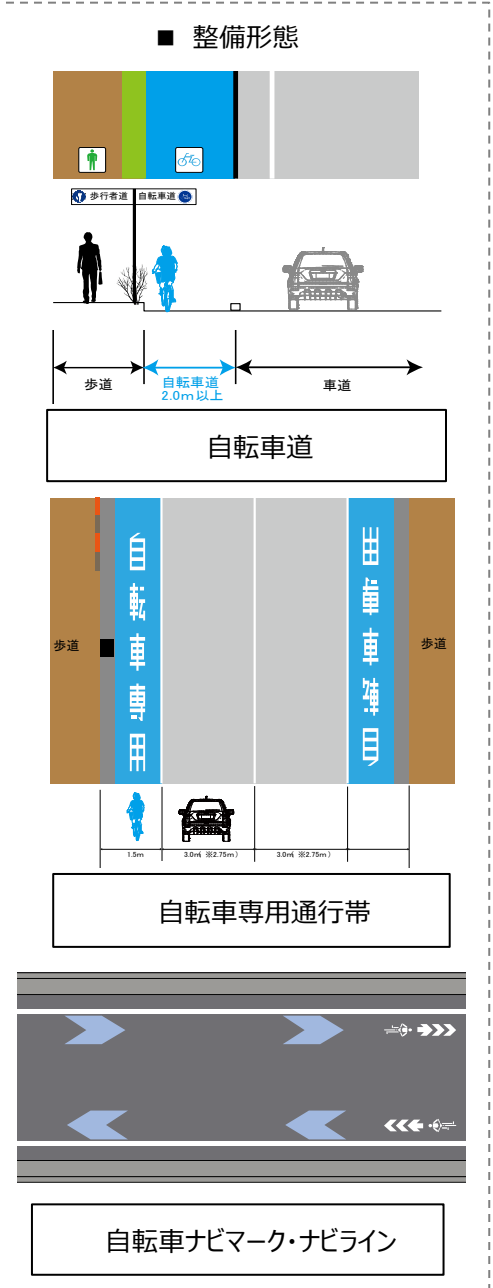 ■ 整備形態
歩行者道 自転車道
歩道
自転車道
2.0m以上
車道
自転車道
歩道
自転車専用
自転車専用
歩道
1.5m
3.0m(※2.75m)
3.0m(※2.75m)
自転車専用通行帯
自転車ナビマーク・ナビライン